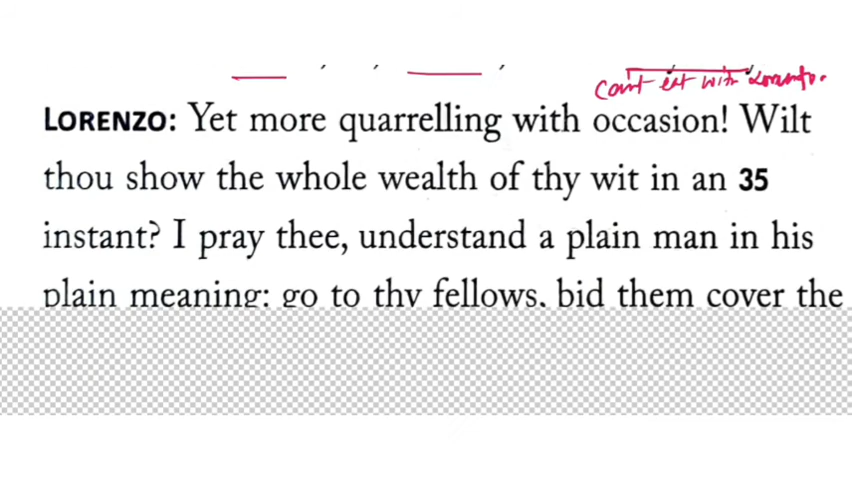 can't eat with Lorenzo.
LORENZO: Yet more quarrelling with occasion! Wilt
thou show the whole wealth of thy wit in an 35
instant? I pray thee, understand a plain man in his
plain meaning: go to thy fellows, bid them cover the